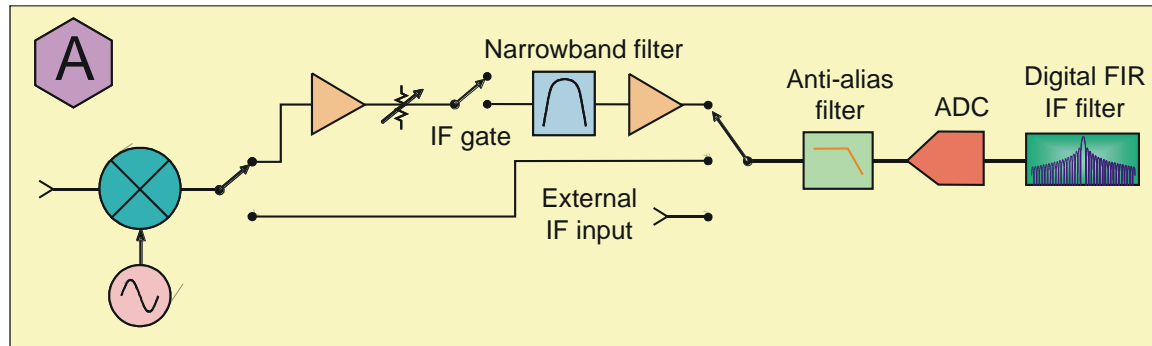 A
Narrowband filter
IF gate
External
IF input
Anti-alias
filter
ADC
Digital FIR
IF filter